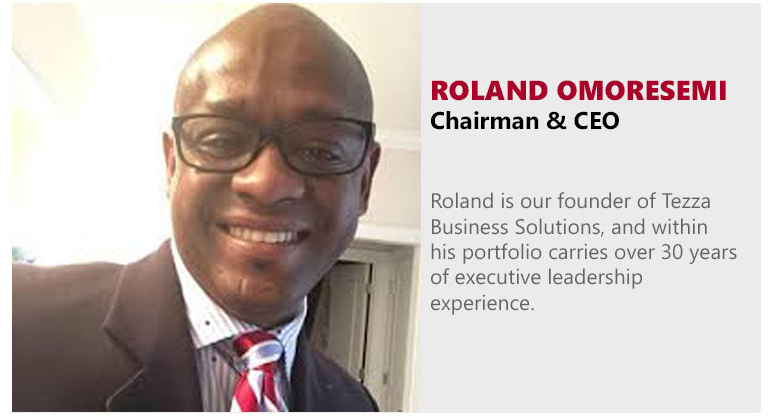 ROLAND OMORESEMI
Chairman & CEO
Roland is our founder of Tezza
Business Solutions, and within
his portfolio carries over 30 years
of executive leadership
experience.